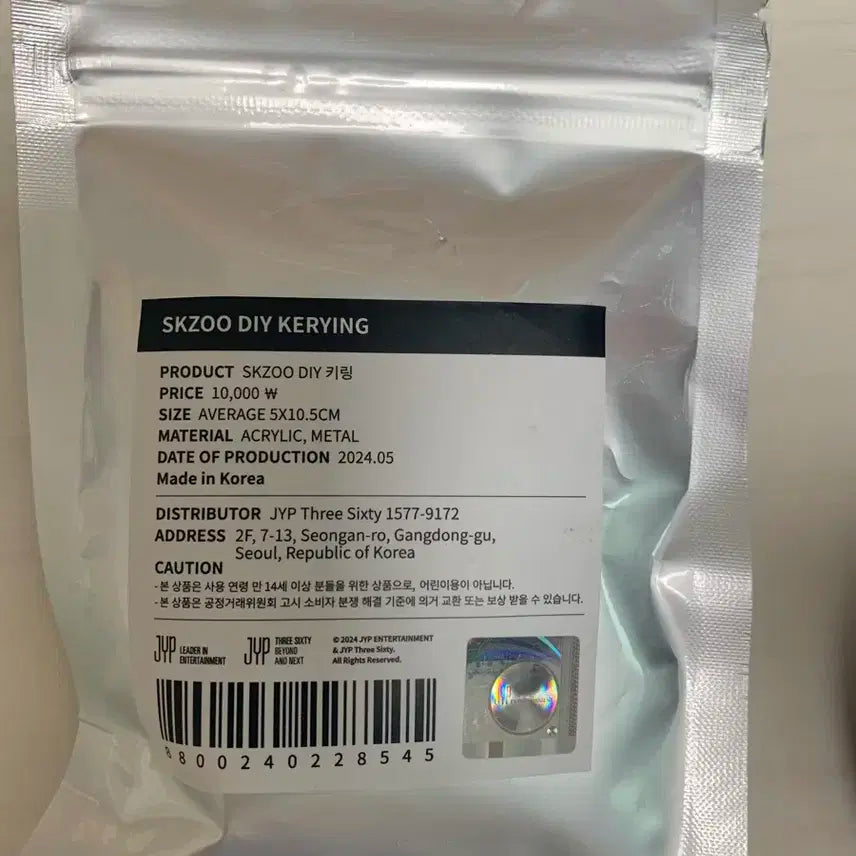 SKZOO DIY KERYING
PRODUCT SKZOO DIY 키링
PRICE 10,000 ₩
SIZE AVERAGE 5X10.5CM
MATERIAL ACRYLIC, METAL
DATE OF PRODUCTION 2024.05
Made in Korea
DISTRIBUTOR JYP Three Sixty 1577-9172
ADDRESS 2F, 7-13, Seongan-ro, Gangdong-gu,
Seoul, Republic of Korea
CAUTION
-본 상품은 사용 연령 만 14세 이상 분들을 위한 상품으로, 어린이용이 아닙니다.
-본 상품은 공정거래위원회 고시 소비자 분쟁 해결 기준에 의거 교환 또는 보상 받을 수 있습니다.
JYP LEADER IN
ENTERTAINMENT
JYP THREE SIXTY
BEYOND
AND NEXT
© 2024 JYP ENTERTAINMENT
& JYP Three Sixty.
All Rights Reserved.
8800240228545